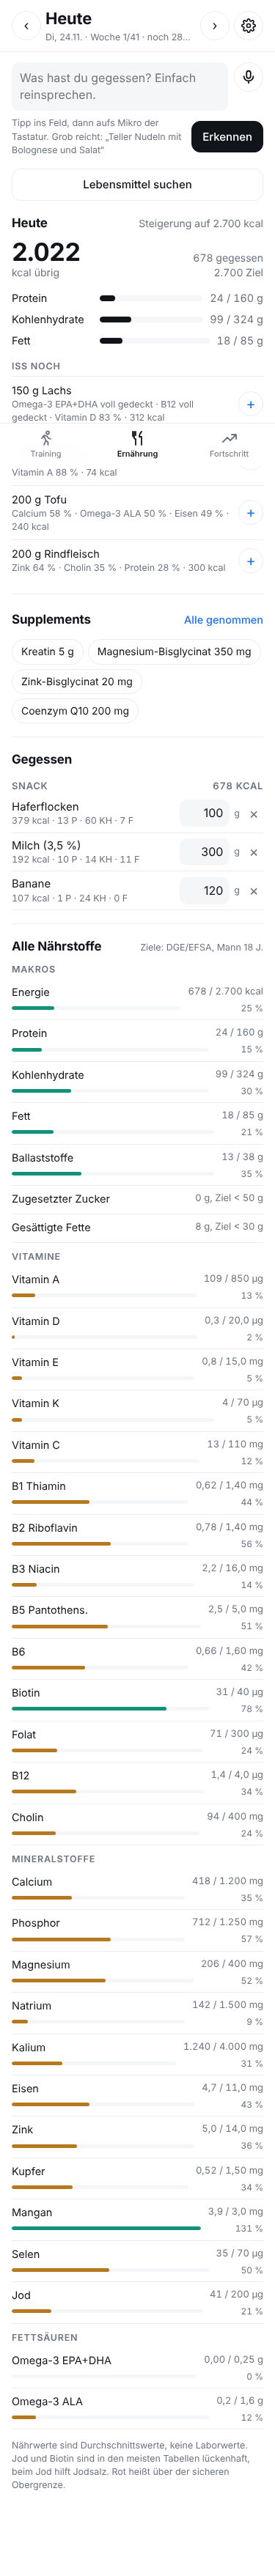 Heute
Di, 24.11. · Woche 1/41 · noch 28...
Was hast du gegessen? Einfach
reinsprechen.
Tipp ins Feld, dann aufs Mikro der
Tastatur. Grob reicht: „Teller Nudeln mit
Bolognese und Salat“
Erkennen
Lebensmittel suchen
Heute
Steigerung auf 2.700 kcal
2.022
kcal übrig
678 gegessen
2.700 Ziel
Protein 24 / 160 g
Kohlenhydrate 99 / 324 g
Fett 18 / 85 g
ISS NOCH
150 g Lachs
Omega-3 EPA+DHA voll gedeckt · B12 voll
gedeckt · Vitamin D 83 % · 312 kcal
Training
Ernährung
Fortschritt
Vitamin A 88 % · 74 kcal
200 g Tofu
Calcium 58 % · Omega-3 ALA 50 % · Eisen 49 % ·
240 kcal
200 g Rindfleisch
Zink 64 % · Cholin 35 % · Protein 28 % · 300 kcal
Supplements
Alle genommen
Kreatin 5 g
Magnesium-Bisglycinat 350 mg
Zink-Bisglycinat 20 mg
Coenzym Q10 200 mg
Gegessen
SNACK 678 KCAL
Haferflocken
379 kcal · 13 P · 60 KH · 7 F
100 g
Milch (3,5 %)
192 kcal · 10 P · 14 KH · 11 F
300 g
Banane
107 kcal · 1 P · 24 KH · 0 F
120 g
Alle Nährstoffe
Ziele: DGE/EFSA, Mann 18 J.
MAKROS
Energie 678 / 2.700 kcal
25 %
Protein 24 / 160 g
15 %
Kohlenhydrate 99 / 324 g
30 %
Fett 18 / 85 g
21 %
Ballaststoffe 13 / 38 g
35 %
Zugesetzter Zucker 0 g, Ziel < 50 g
Gesättigte Fette 8 g, Ziel < 30 g
VITAMINE
Vitamin A 109 / 850 µg
13 %
Vitamin D 0,3 / 20,0 µg
2 %
Vitamin E 0,8 / 15,0 mg
5 %
Vitamin K 4 / 70 µg
5 %
Vitamin C 13 / 110 mg
12 %
B1 Thiamin 0,62 / 1,40 mg
44 %
B2 Riboflavin 0,78 / 1,40 mg
56 %
B3 Niacin 2,2 / 16,0 mg
14 %
B5 Pantothens. 2,5 / 5,0 mg
51 %
B6 0,66 / 1,60 mg
42 %
Biotin 31 / 40 µg
78 %
Folat 71 / 300 µg
24 %
B12 1,4 / 4,0 µg
34 %
Cholin 94 / 400 mg
24 %
MINERALSTOFFE
Calcium 418 / 1.200 mg
35 %
Phosphor 712 / 1.250 mg
57 %
Magnesium 206 / 400 mg
52 %
Natrium 142 / 1.500 mg
9 %
Kalium 1.240 / 4.000 mg
31 %
Eisen 4,7 / 11,0 mg
43 %
Zink 5,0 / 14,0 mg
36 %
Kupfer 0,52 / 1,50 mg
34 %
Mangan 3,9 / 3,0 mg
131 %
Selen 35 / 70 µg
50 %
Jod 41 / 200 µg
21 %
FETTSÄUREN
Omega-3 EPA+DHA 0,00 / 0,25 g
0 %
Omega-3 ALA 0,2 / 1,6 g
12 %
Nährwerte sind Durchschnittswerte, keine Laborwerte.
Jod und Biotin sind in den meisten Tabellen lückenhaft,
beim Jod hilft Jodsalz. Rot heißt über der sicheren
Obergrenze.